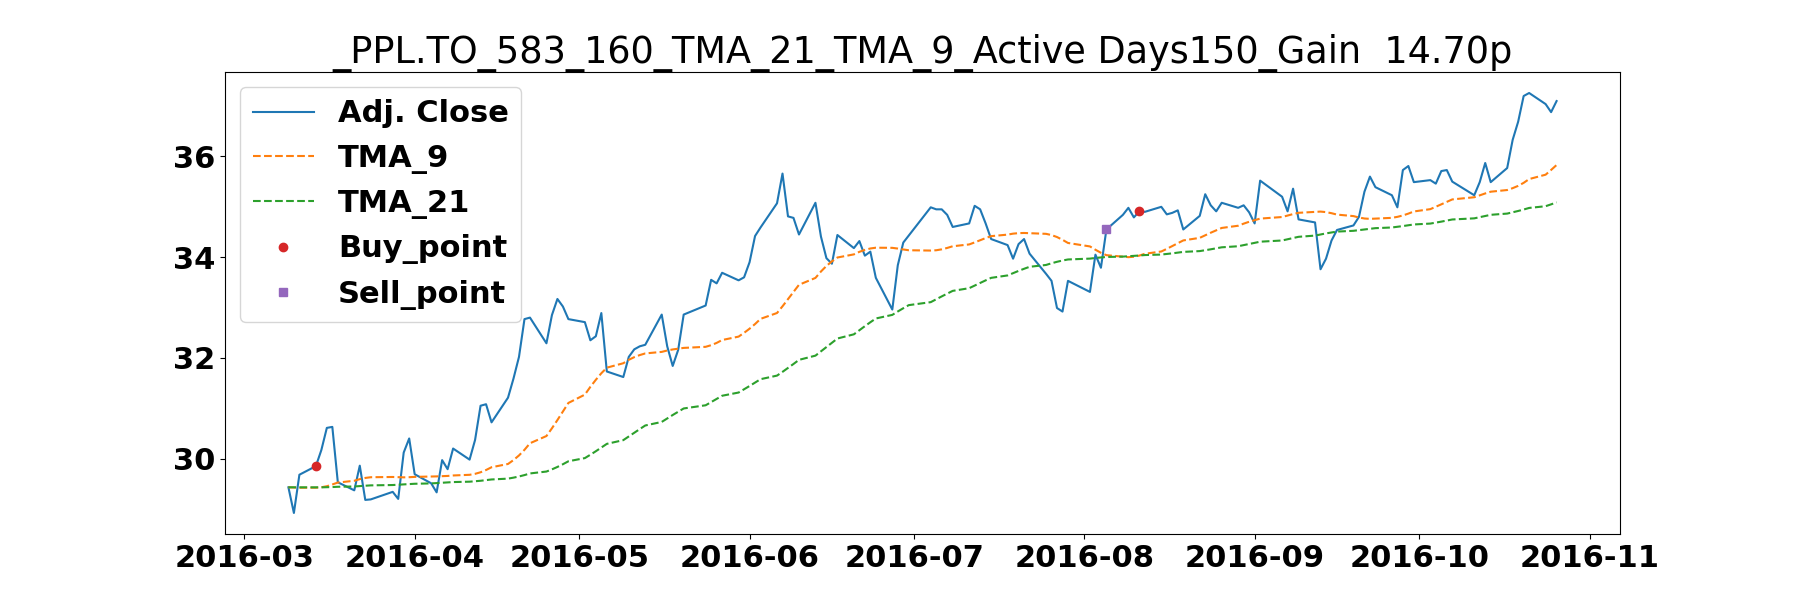 _PPL.TO_583_160_TMA_21_TMA_9_Active Days150_Gain  14.70p
Adj. Close
TMA_9
TMA_21
Buy_point
Sell_point
36
34
32
30
2016-03 2016-04 2016-05 2016-06 2016-07 2016-08 2016-09 2016-10 2016-11